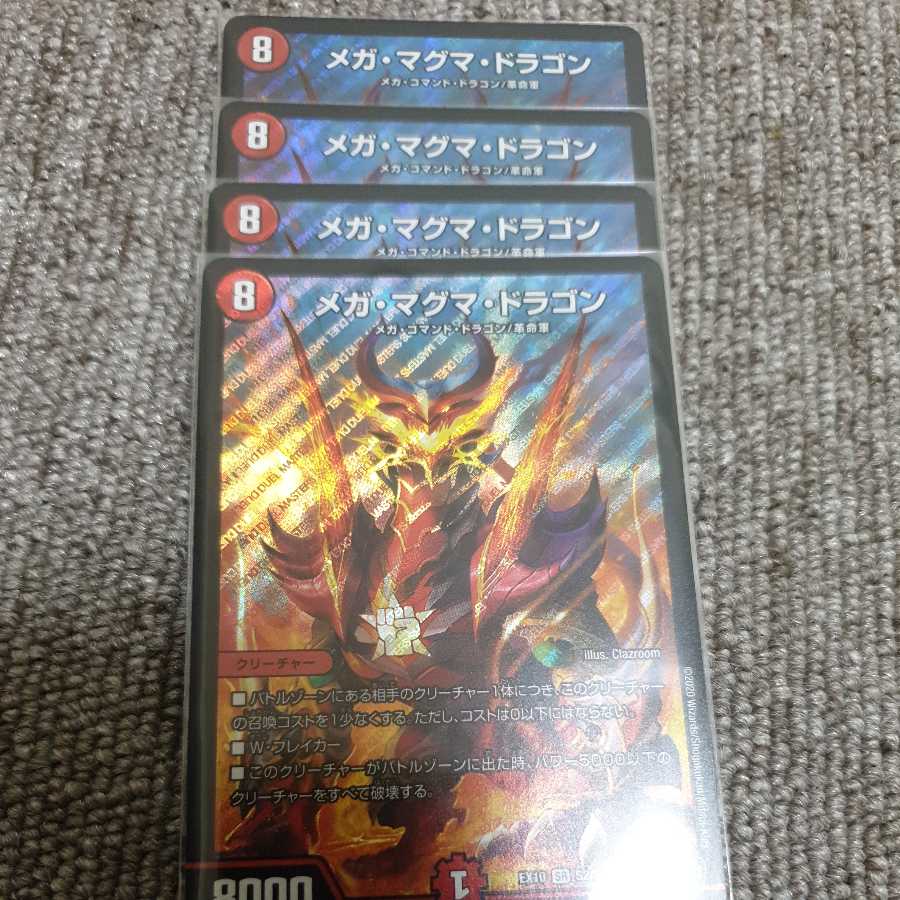 8 メガ・マグマ・ドラゴン
メガ・コマンド・ドラゴン/革命軍
8 メガ・マグマ・ドラゴン
メガ・コマンド・ドラゴン/革命軍
8 メガ・マグマ・ドラゴン
メガ・コマンド・ドラゴン/革命軍
8 メガ・マグマ・ドラゴン
メガ・コマンド・ドラゴン/革命軍
illus. Clazroom
クリーチャー
■バトルゾーンにある相手のクリーチャー1体につき、このクリーチャー
の召喚コストを1少なくする。ただし、コストは0以下にはならない。
■W・ブレイカー
■このクリーチャーがバトルゾーンに出た時、パワー5000以下の
クリーチャーをすべて破壊する。
©2020 Wizards/Shogakukan/Mitsui-Kids
8000
1
EX10 SR